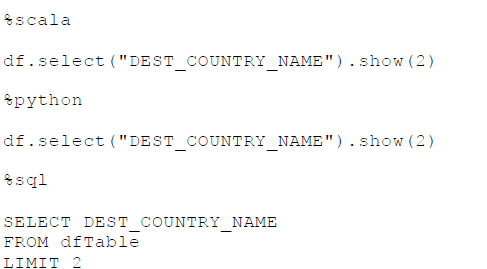 %scala
df.select("DEST_COUNTRY_NAME").show(2)
%python
df.select("DEST_COUNTRY_NAME").show(2)
%sql
SELECT DEST_COUNTRY_NAME
FROM dfTable
LIMIT 2